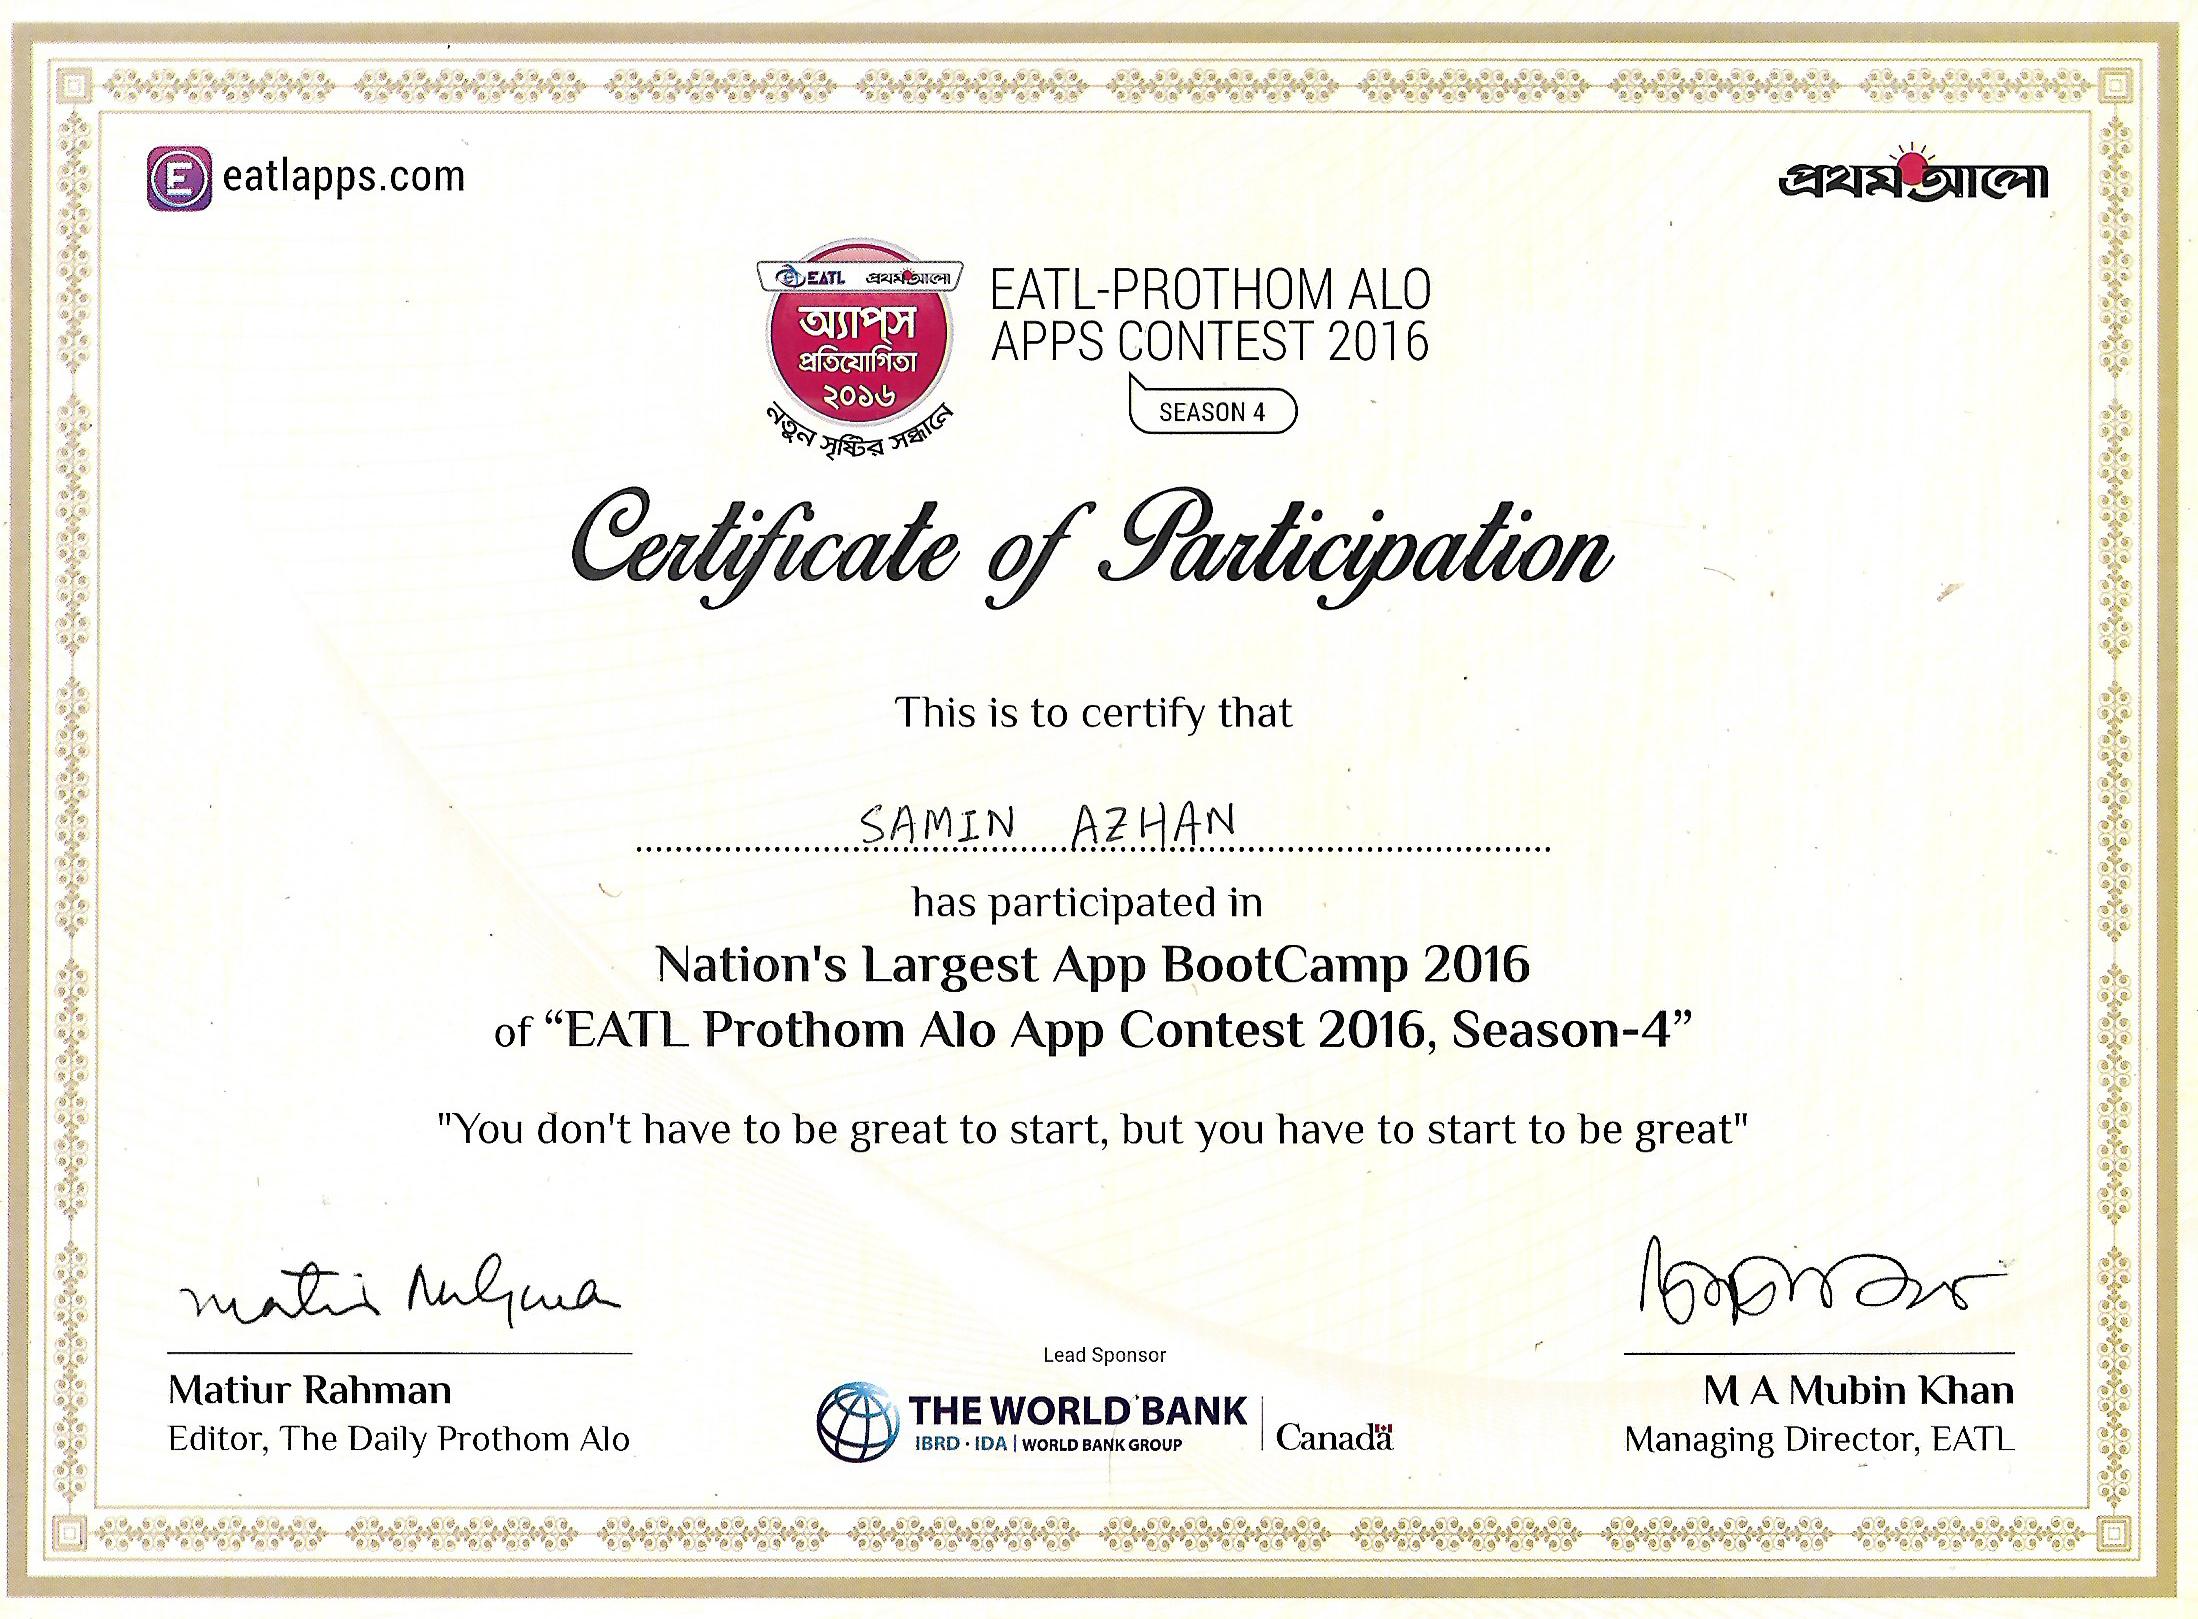 eatlapps.com
প্রথম আলো
EATL প্রথম আলো
অ্যাপ্‌স
প্রতিযোগিতা
২০১৬
নতুন সৃষ্টির সন্ধানে
EATL-PROTHOM ALO
APPS CONTEST 2016
SEASON 4
Certificate of Participation
This is to certify that
SAMIN AZHAN
has participated in
Nation's Largest App BootCamp 2016
of “EATL Prothom Alo App Contest 2016, Season-4”
"You don't have to be great to start, but you have to start to be great"
Matiur Rahman
Matiur Rahman
Editor, The Daily Prothom Alo
Lead Sponsor
THE WORLD BANK
IBRD · IDA | WORLD BANK GROUP
Canada
M A Mubin Khan
Managing Director, EATL